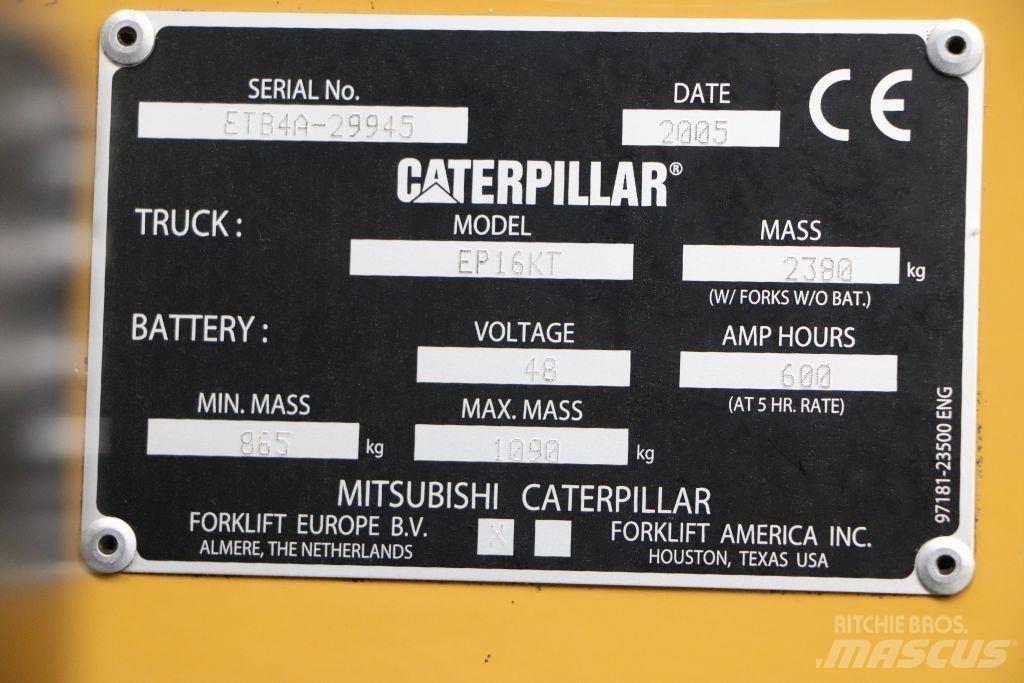 SERIAL No. DATE CE
ETB4A-29945 2005
CATERPILLAR®
TRUCK : MODEL MASS
EP16KT 2380 kg
(W/ FORKS W/O BAT.)
BATTERY : VOLTAGE AMP HOURS
48 600
(AT 5 HR. RATE)
MIN. MASS MAX. MASS
865 kg 1090 kg
MITSUBISHI CATERPILLAR
FORKLIFT EUROPE B.V. X FORKLIFT AMERICA INC.
ALMERE, THE NETHERLANDS HOUSTON, TEXAS USA
97181-23500 ENG
RITCHIE BROS.
MASCUS